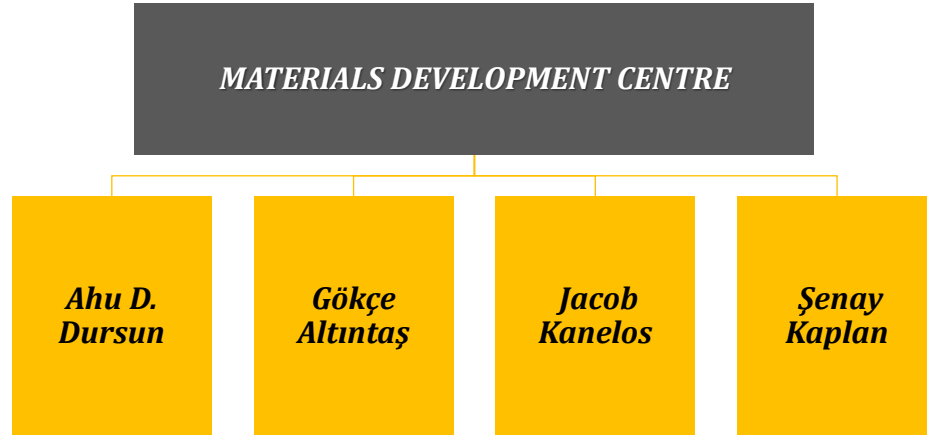 MATERIALS DEVELOPMENT CENTRE
Ahu D.
Dursun
Gökçe
Altıntaş
Jacob
Kanelos
Şenay
Kaplan